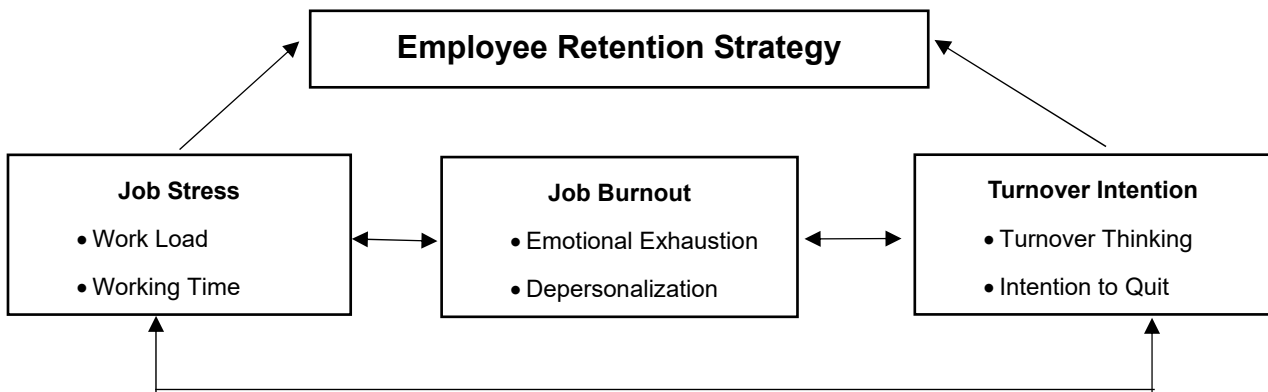 Employee Retention Strategy
Job Stress
• Work Load
• Working Time
Job Burnout
• Emotional Exhaustion
• Depersonalization
Turnover Intention
• Turnover Thinking
• Intention to Quit